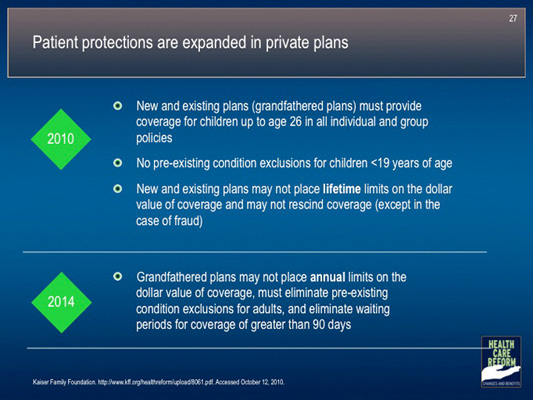 27
Patient protections are expanded in private plans
2010
New and existing plans (grandfathered plans) must provide
coverage for children up to age 26 in all individual and group
policies
No pre-existing condition exclusions for children <19 years of age
New and existing plans may not place lifetime limits on the dollar
value of coverage and may not rescind coverage (except in the
case of fraud)
2014
Grandfathered plans may not place annual limits on the
dollar value of coverage, must eliminate pre-existing
condition exclusions for adults, and eliminate waiting
periods for coverage of greater than 90 days
HEALTH
CARE
REFORM
CHANGES AND BENEFITS
Kaiser Family Foundation. http://www.kff.org/healthreform/upload/8061.pdf. Accessed October 12, 2010.